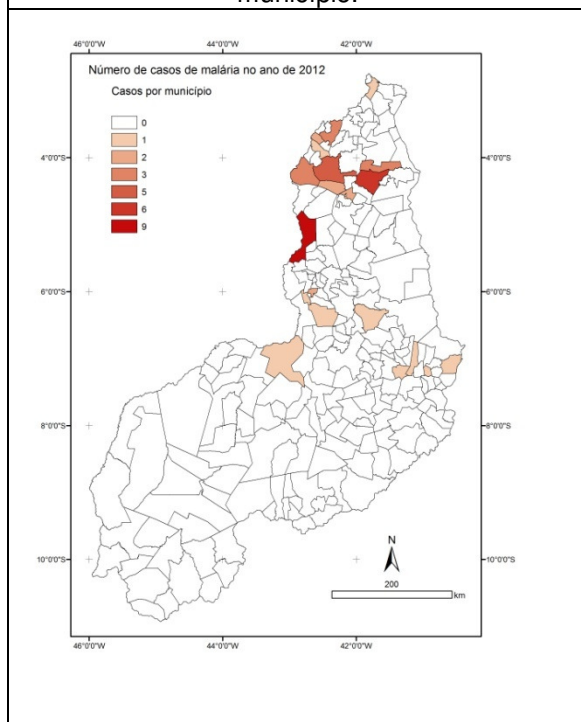 município.
46°0'0"W 44°0'0"W 42°0'0"W
Número de casos de malária no ano de 2012
Casos por município
0
1
2
3
5
6
9
4°0'0"S 4°0'0"S
6°0'0"S 6°0'0"S
8°0'0"S 8°0'0"S
10°0'0"S 10°0'0"S
N
200
km
46°0'0"W 44°0'0"W 42°0'0"W